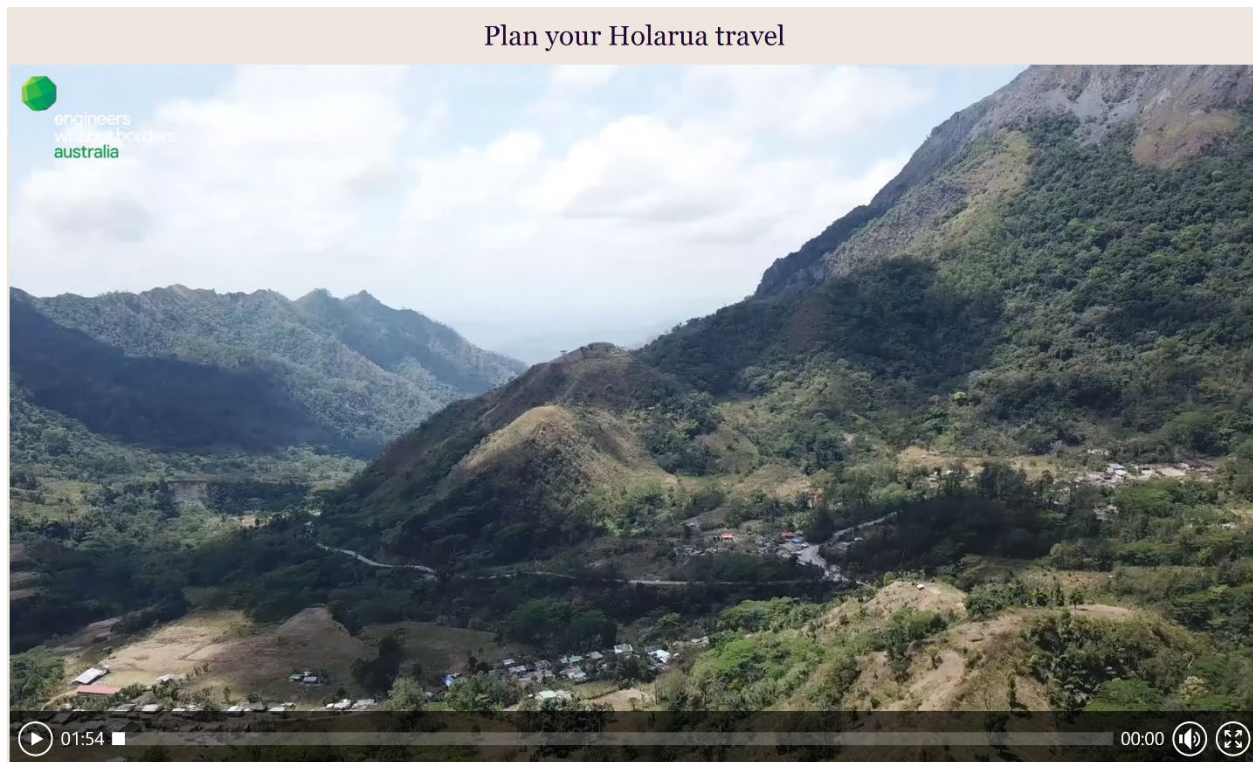 Plan your Holarua travel
engineers
without borders
australia
01:54
00:00